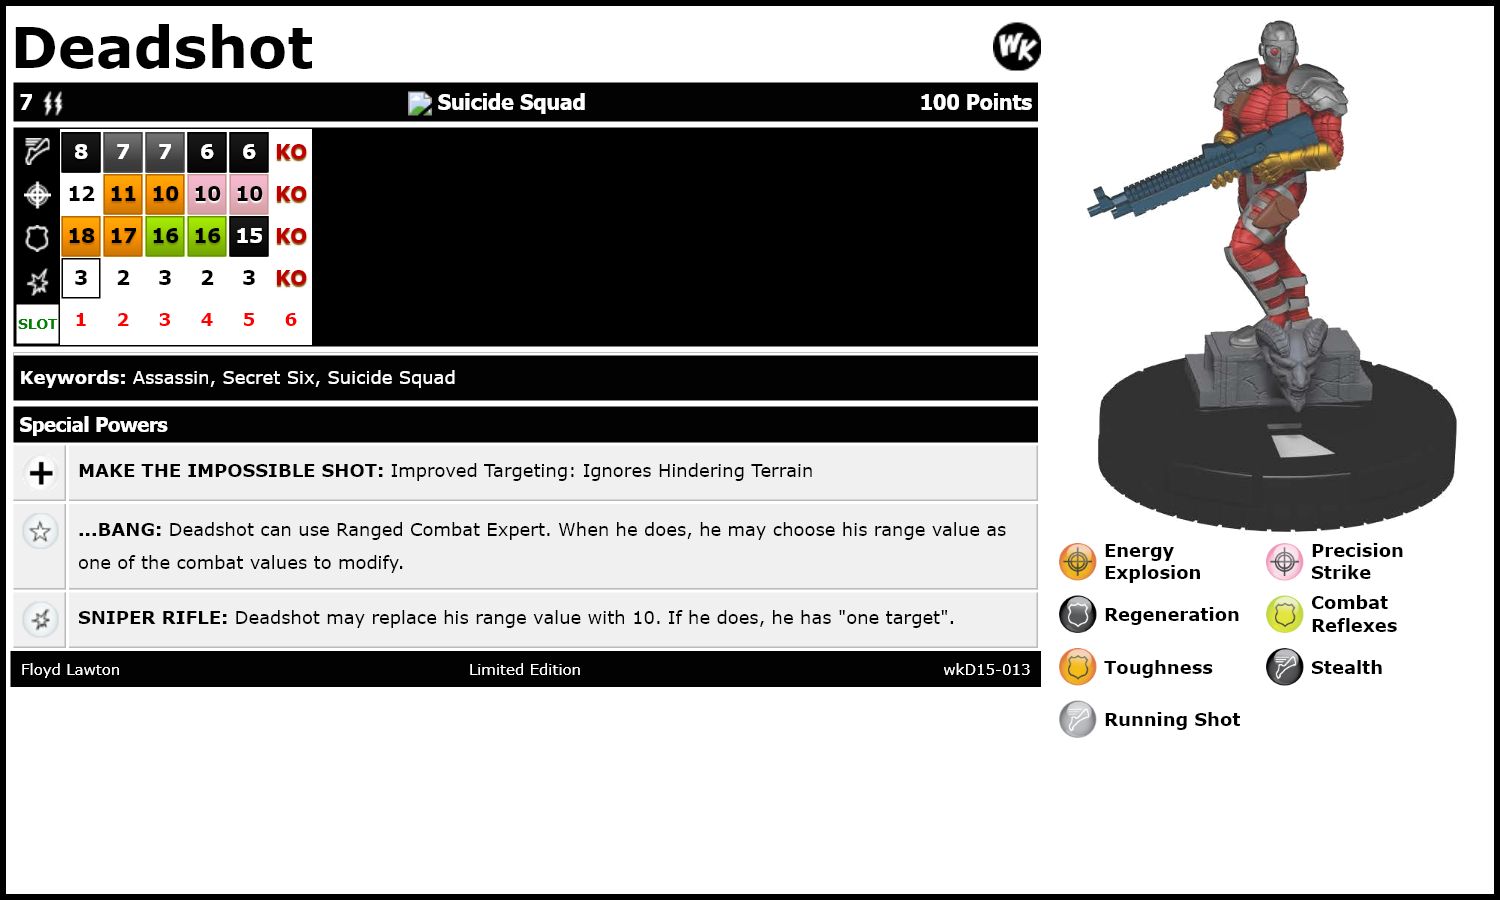 Deadshot
WK
7 Suicide Squad 100 Points
8 7 7 6 6 KO
12 11 10 10 10 KO
18 17 16 16 15 KO
3 2 3 2 3 KO
SLOT 1 2 3 4 5 6
Keywords: Assassin, Secret Six, Suicide Squad
Special Powers
MAKE THE IMPOSSIBLE SHOT: Improved Targeting: Ignores Hindering Terrain
...BANG: Deadshot can use Ranged Combat Expert. When he does, he may choose his range value as
one of the combat values to modify.
SNIPER RIFLE: Deadshot may replace his range value with 10. If he does, he has "one target".
Floyd Lawton Limited Edition wkD15-013
Energy
Explosion
Precision
Strike
Regeneration
Combat
Reflexes
Toughness
Stealth
Running Shot